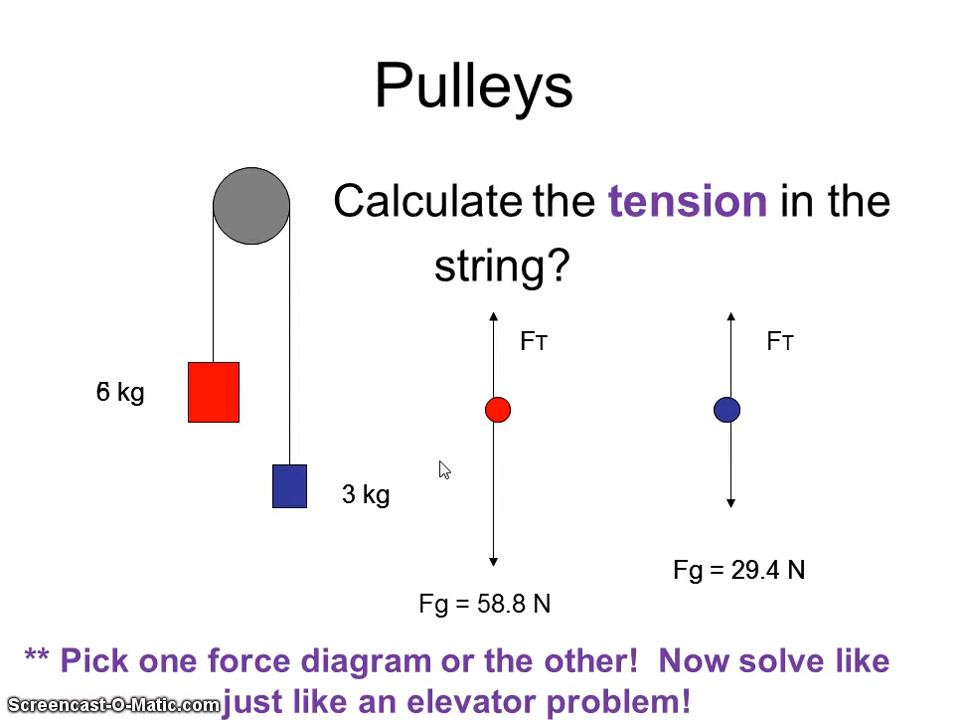 Pulleys
Calculate the tension in the
string?
FT
FT
6 kg
3 kg
Fg = 29.4 N
Fg = 58.8 N
** Pick one force diagram or the other! Now solve like
just like an elevator problem!
Screencast-O-Matic.com